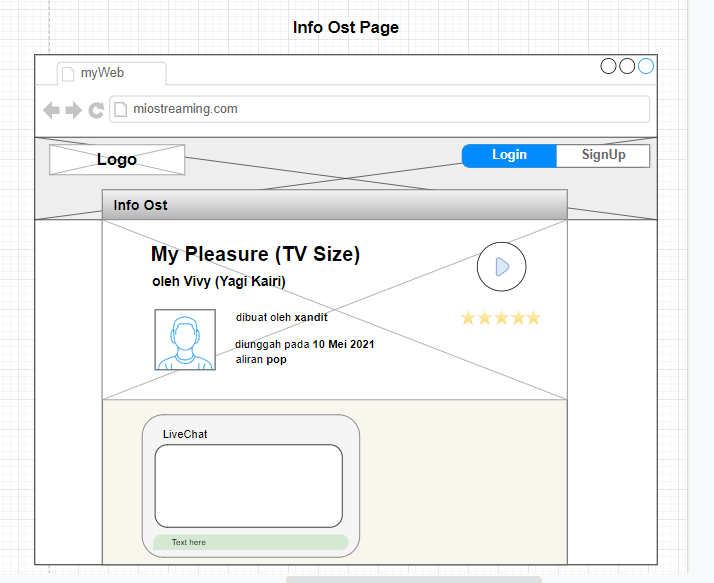 Info Ost Page
myWeb
miostreaming.com
Logo
Login
SignUp
Info Ost
My Pleasure (TV Size)
oleh Vivy (Yagi Kairi)
dibuat oleh xandit
diunggah pada 10 Mei 2021
aliran pop
LiveChat
Text here